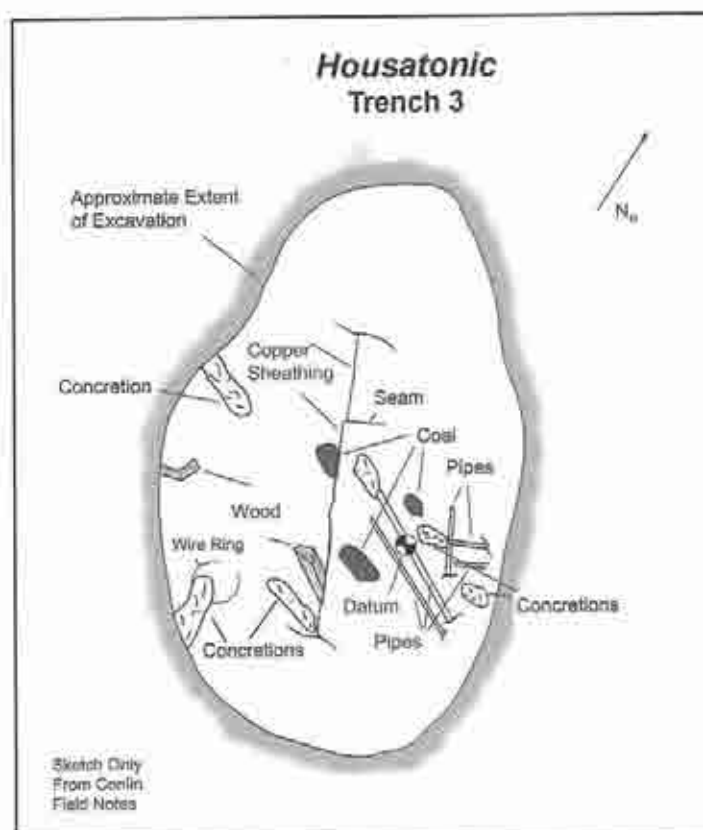 Housatonic
Trench 3
Approximate Extent
of Excavation
Copper
Sheathing
Concretion
Seam
Coal
Pipes
Wood
Wire Ring
Datum
Concretions
Concretions
Pipes
Sketch Only
From Conlin
Field Notes